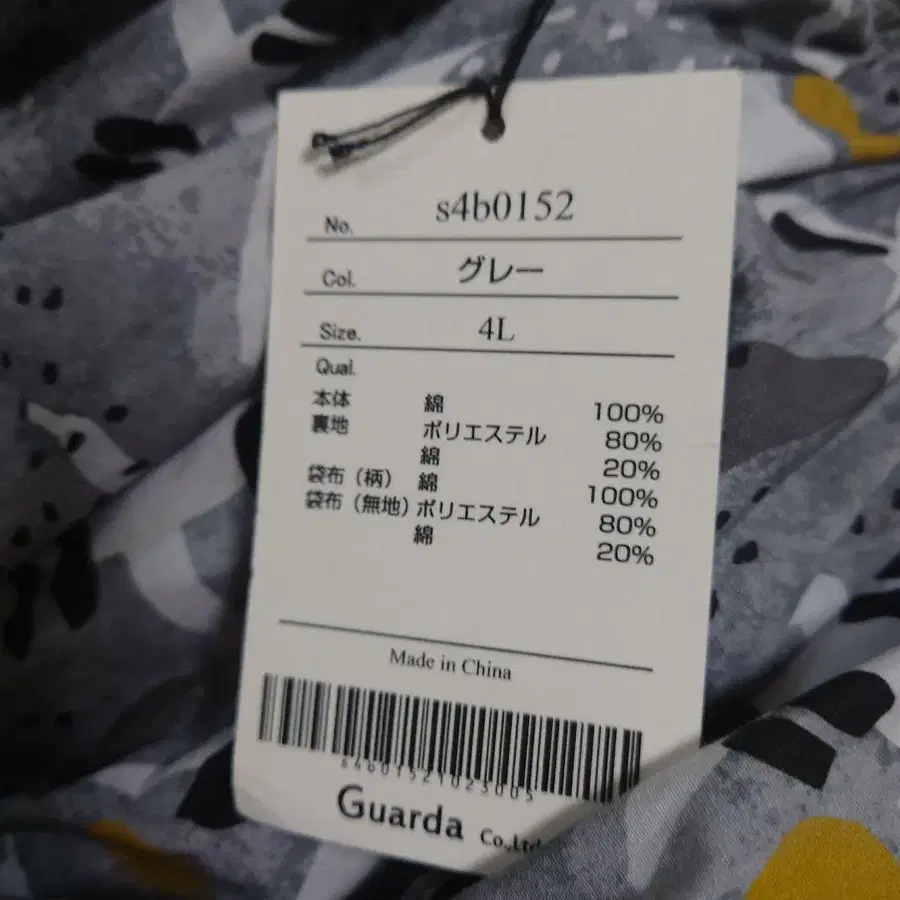 No. s4b0152
Col. グレー
Size. 4L
Qual.
本体 綿 100%
裏地 ポリエステル 80%
綿 20%
袋布（柄） 綿 100%
袋布（無地） ポリエステル 80%
綿 20%
Made in China
s4b01521023005
Guarda Co.,Ltd.